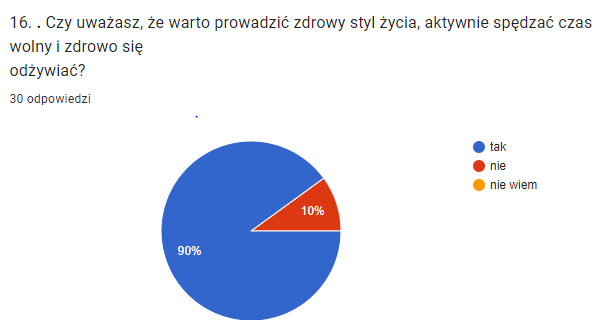 16. . Czy uważasz, że warto prowadzić zdrowy styl życia, aktywnie spędzać czas
wolny i zdrowo się
odżywiać?
30 odpowiedzi
tak
nie
nie wiem
10%
90%